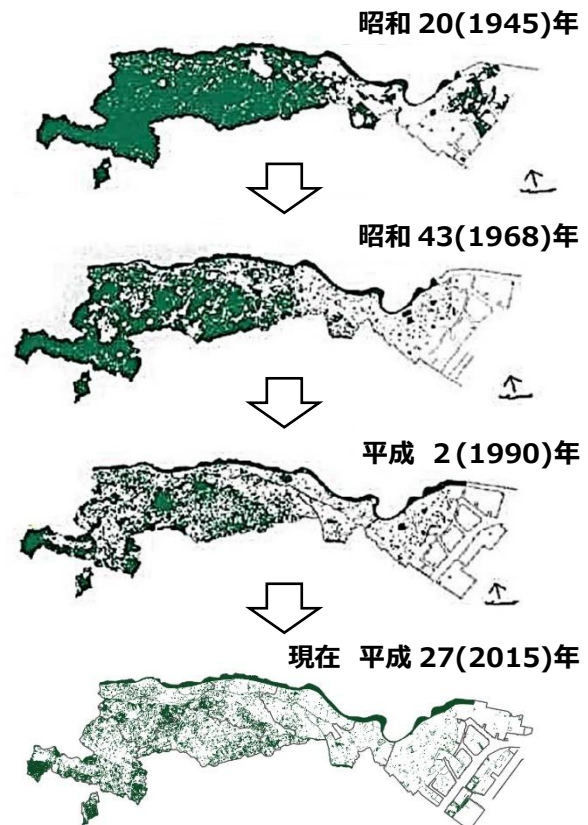 昭和 20(1945)年
昭和 43(1968)年
平成 2(1990)年
現在 平成 27(2015)年